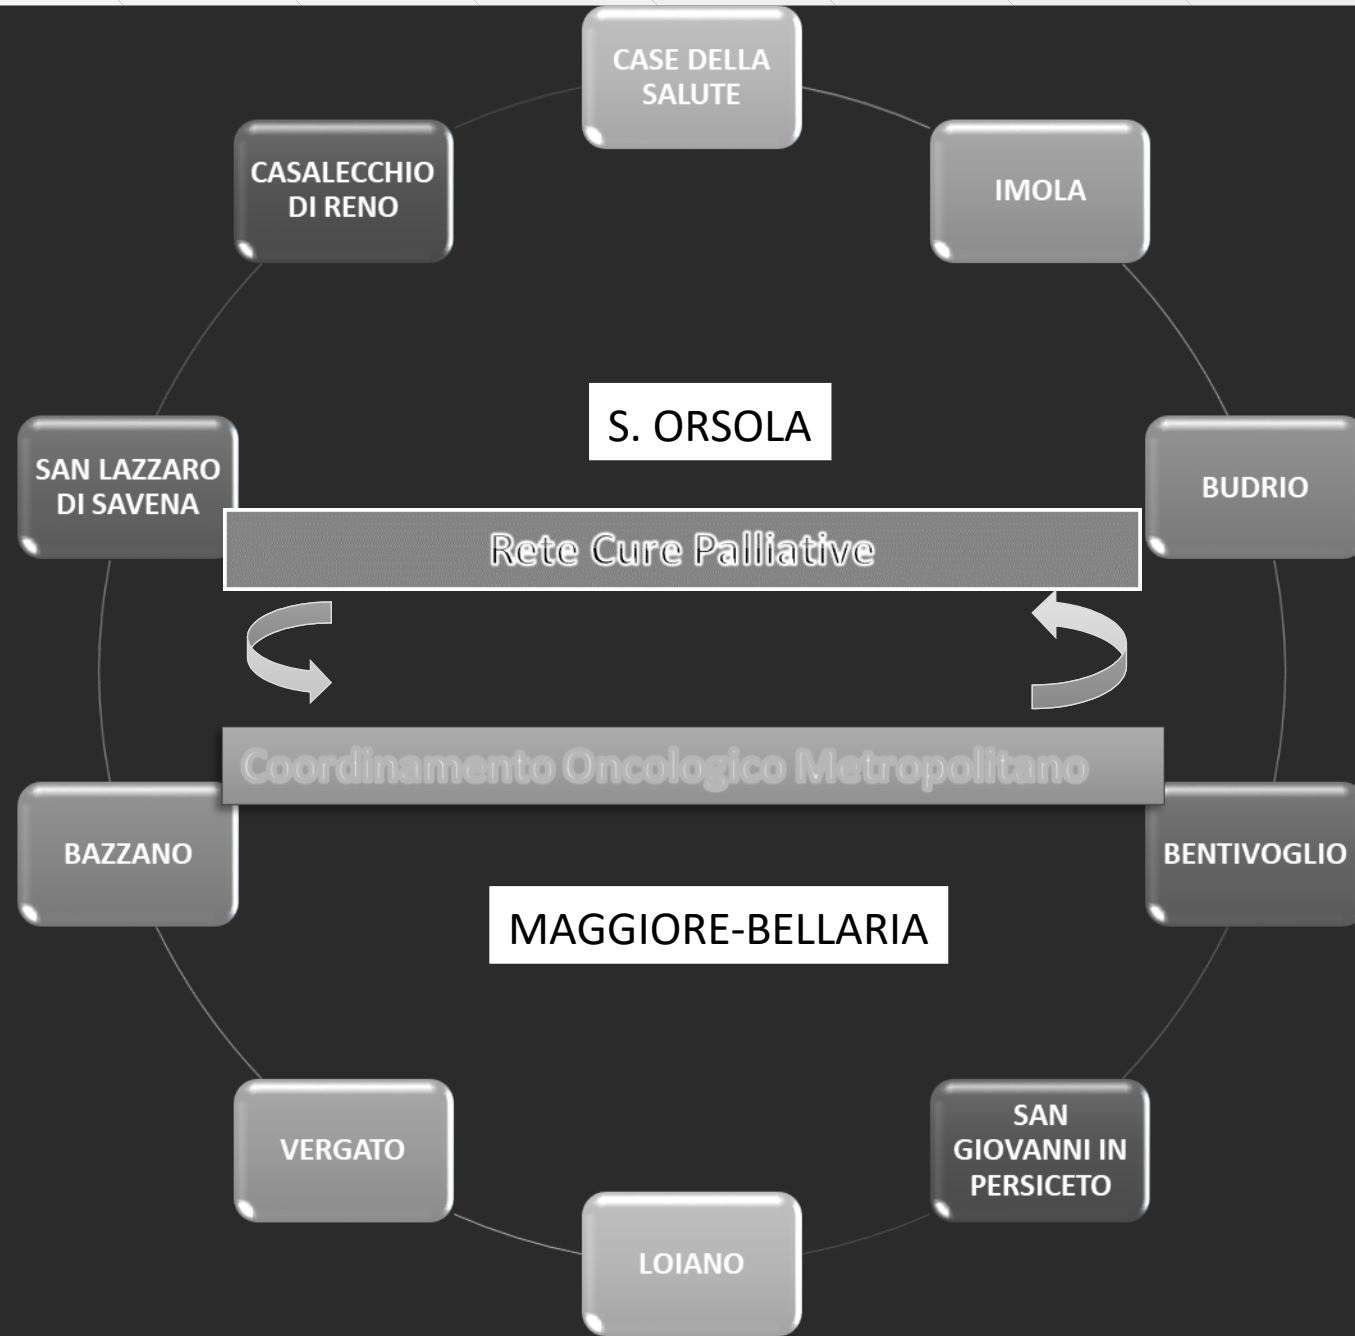 CASE DELLA
SALUTE
CASALECCHIO
DI RENO
IMOLA
S. ORSOLA
SAN LAZZARO
DI SAVENA
BUDRIO
Rete Cure Palliative
Coordinamento Oncologico Metropolitano
BAZZANO
BENTIVOGLIO
MAGGIORE-BELLARIA
VERGATO
SAN
GIOVANNI IN
PERSICETO
LOIANO